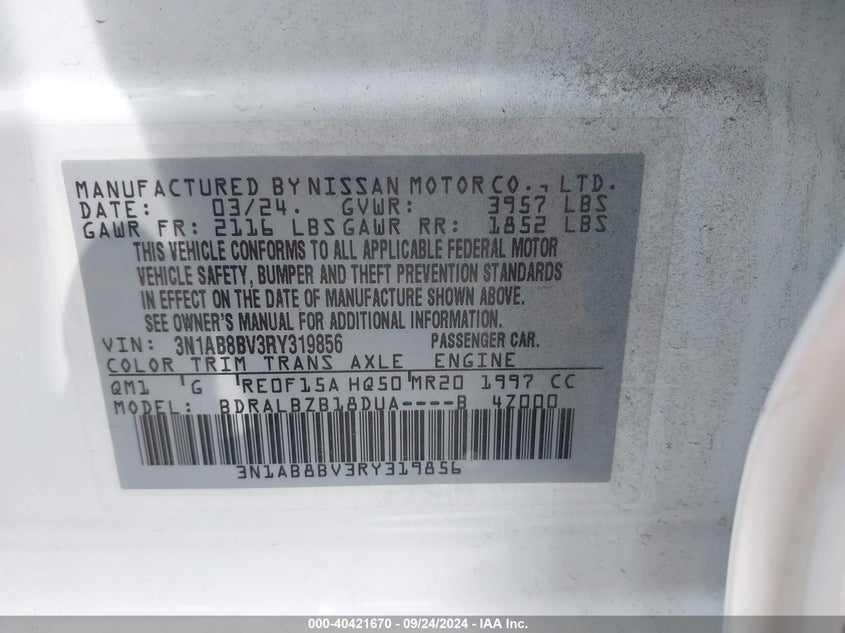 MANUFACTURED BY NISSAN MOTOR CO., LTD.
DATE: 03/24. GVWR: 3957 LBS
GAWR FR: 2116 LBS GAWR RR: 1852 LBS
THIS VEHICLE CONFORMS TO ALL APPLICABLE FEDERAL MOTOR
VEHICLE SAFETY, BUMPER AND THEFT PREVENTION STANDARDS
IN EFFECT ON THE DATE OF MANUFACTURE SHOWN ABOVE.
SEE OWNER'S MANUAL FOR ADDITIONAL INFORMATION.
VIN: 3N1AB8BV3RY319856 PASSENGER CAR.
COLOR TRIM TRANS AXLE ENGINE
QM1 'G RE0F15A HQ50 MR20 1997 CC
MODEL: BDRALBZB18DUA----B 4Z000
3N1AB8BV3RY319856
000-40421670 - 09/24/2024 - IAA Inc.